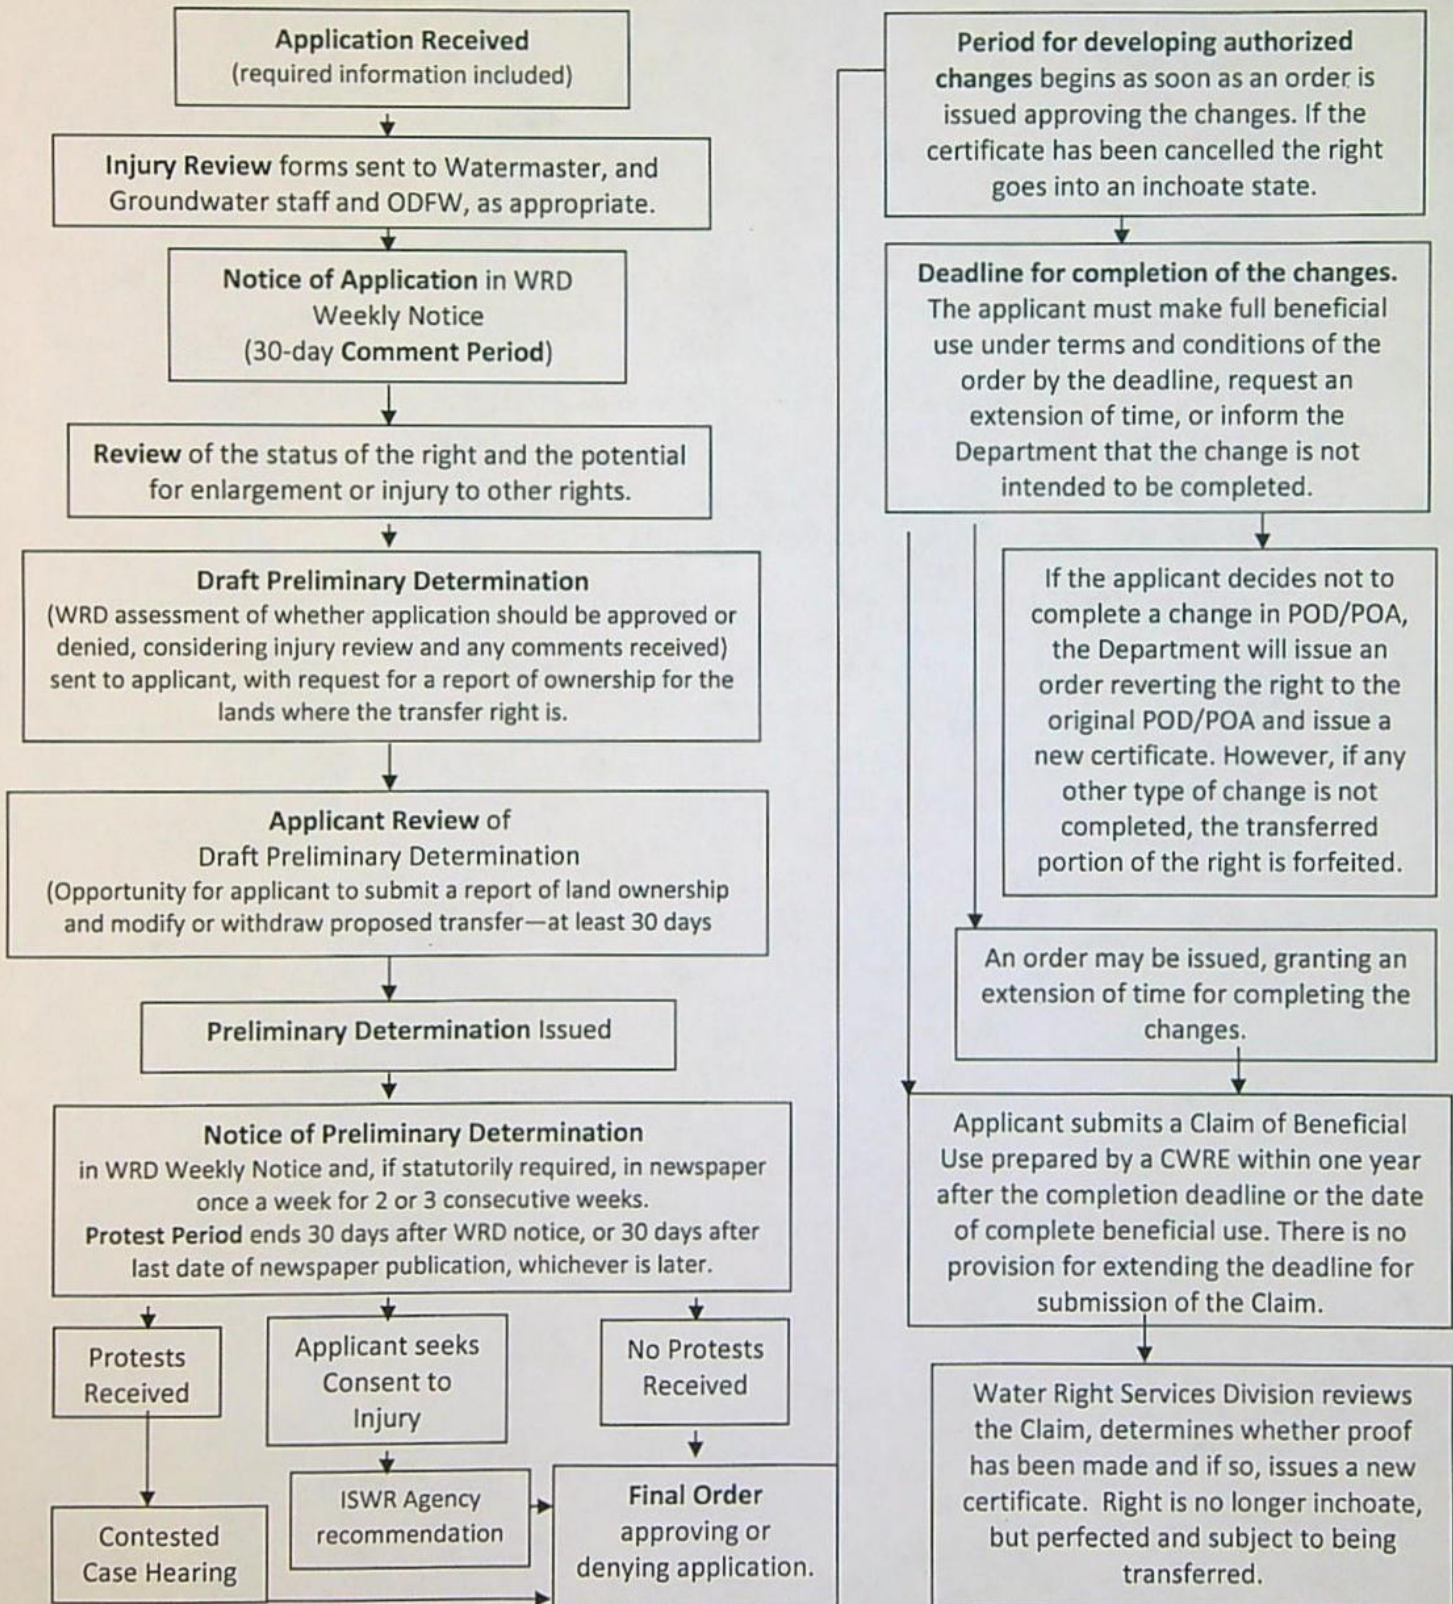 Application Received
(required information included)
Injury Review forms sent to Watermaster, and
Groundwater staff and ODFW, as appropriate.
Notice of Application in WRD
Weekly Notice
(30-day Comment Period)
Review of the status of the right and the potential
for enlargement or injury to other rights.
Draft Preliminary Determination
(WRD assessment of whether application should be approved or
denied, considering injury review and any comments received)
sent to applicant, with request for a report of ownership for the
lands where the transfer right is.
Applicant Review of
Draft Preliminary Determination
(Opportunity for applicant to submit a report of land ownership
and modify or withdraw proposed transfer—at least 30 days
Preliminary Determination Issued
Notice of Preliminary Determination
in WRD Weekly Notice and, if statutorily required, in newspaper
once a week for 2 or 3 consecutive weeks.
Protest Period ends 30 days after WRD notice, or 30 days after
last date of newspaper publication, whichever is later.
Protests
Received
Applicant seeks
Consent to
Injury
No Protests
Received
Contested
Case Hearing
ISWR Agency
recommendation
Final Order
approving or
denying application.
Period for developing authorized
changes begins as soon as an order is
issued approving the changes. If the
certificate has been cancelled the right
goes into an inchoate state.
Deadline for completion of the changes.
The applicant must make full beneficial
use under terms and conditions of the
order by the deadline, request an
extension of time, or inform the
Department that the change is not
intended to be completed.
If the applicant decides not to
complete a change in POD/POA,
the Department will issue an
order reverting the right to the
original POD/POA and issue a
new certificate. However, if any
other type of change is not
completed, the transferred
portion of the right is forfeited.
An order may be issued, granting an
extension of time for completing the
changes.
Applicant submits a Claim of Beneficial
Use prepared by a CWRE within one year
after the completion deadline or the date
of complete beneficial use. There is no
provision for extending the deadline for
submission of the Claim.
Water Right Services Division reviews
the Claim, determines whether proof
has been made and if so, issues a new
certificate. Right is no longer inchoate,
but perfected and subject to being
transferred.